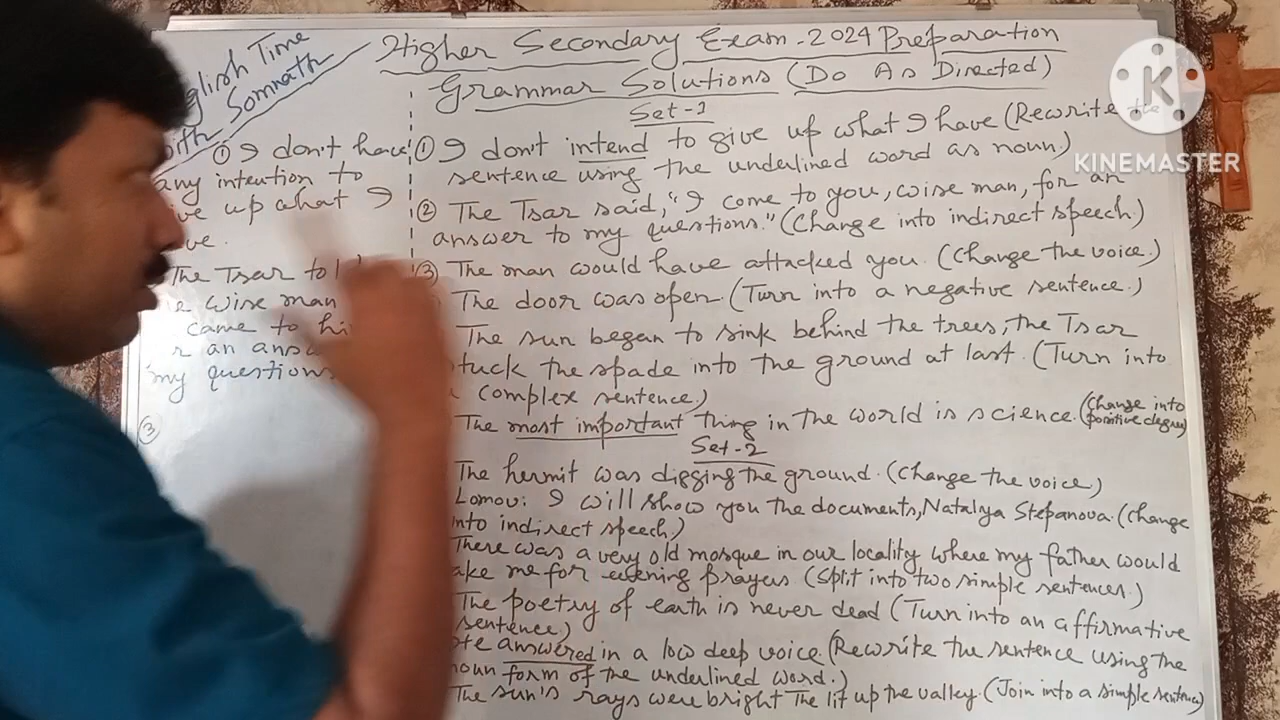 English Time
with Somnath
Higher Secondary Exam-2024 Preparation
Grammar Solutions (Do As Directed)
Set-1
① I don't have
any intention to
give up what I
have.
The Tsar told
wise man
came to
an
my questions
③
① I don't intend to give up what I have (Rewrite the
sentence using the underlined word as noun.)
② The Tsar said, "I come to you, wise man, for an
answer to my questions." (Change into indirect speech)
③ The man would have attacked you. (Change the voice.)
The door was open. (Turn into a negative sentence.)
The sun began to sink behind the trees, the Tsar
stuck the spade into the ground at last. (Turn into
complex sentence.)
The most important thing in the world is science. (Change into
positive degree)
Set-2
The hermit was digging the ground. (Change the voice)
Lomov: I will show you the documents, Natalya Stepanova. (Change
into indirect speech)
There was a very old mosque in our locality where my father would
take me for evening prayers (Split into two simple sentences.)
The poetry of earth is never dead (Turn into an affirmative
sentence)
answered in a low deep voice. (Rewrite the sentence using the
noun form of the underlined word.)
The sun's rays were bright The lit up the valley. (Join into a simple sentence)
K
KINEMASTER